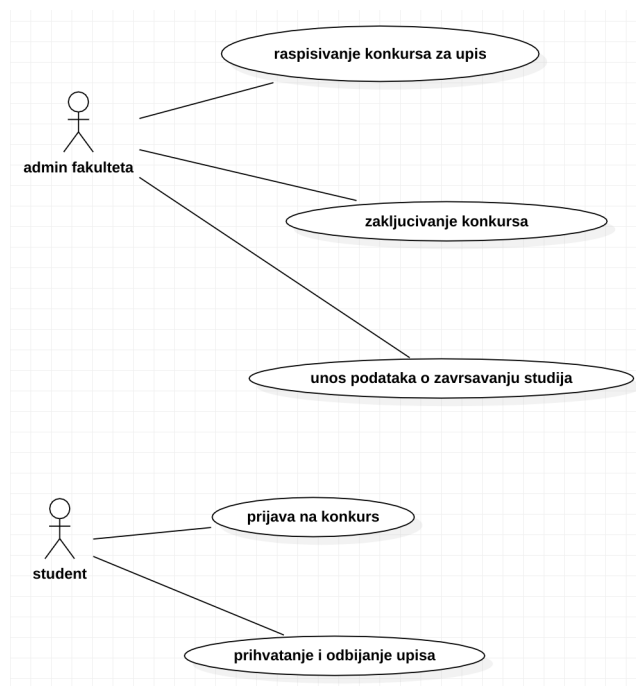 raspisivanje konkursa za upis
admin fakulteta
zakljucivanje konkursa
unos podataka o zavrsavanju studija
prijava na konkurs
student
prihvatanje i odbijanje upisa